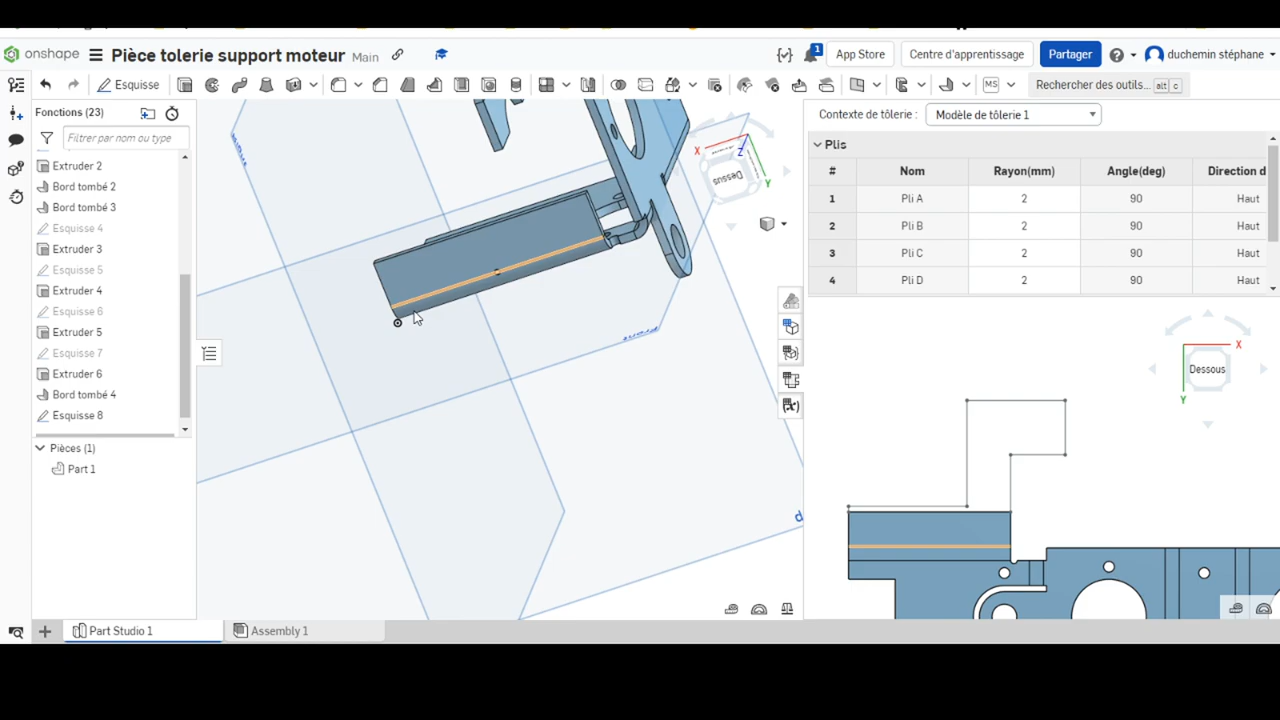 onshape
Pièce tolerie support moteur Main
1
App Store
Centre d'apprentissage
Partager
duchemin stéphane
Esquisse
MS
Rechercher des outils... alt c
Fonctions (23)
Filtrer par nom ou type
Extruder 2
Bord tombé 2
Bord tombé 3
Esquisse 4
Extruder 3
Esquisse 5
Extruder 4
Esquisse 6
Extruder 5
Esquisse 7
Extruder 6
Bord tombé 4
Esquisse 8
Pièces (1)
Part 1
X
Z
Y
Dessus
d
Contexte de tôlerie : Modèle de tôlerie 1
Plis
# Nom Rayon(mm) Angle(deg) Direction d
1 Pli A 2 90 Haut
2 Pli B 2 90 Haut
3 Pli C 2 90 Haut
4 Pli D 2 90 Haut
X
Dessous
Y
Part Studio 1
Assembly 1